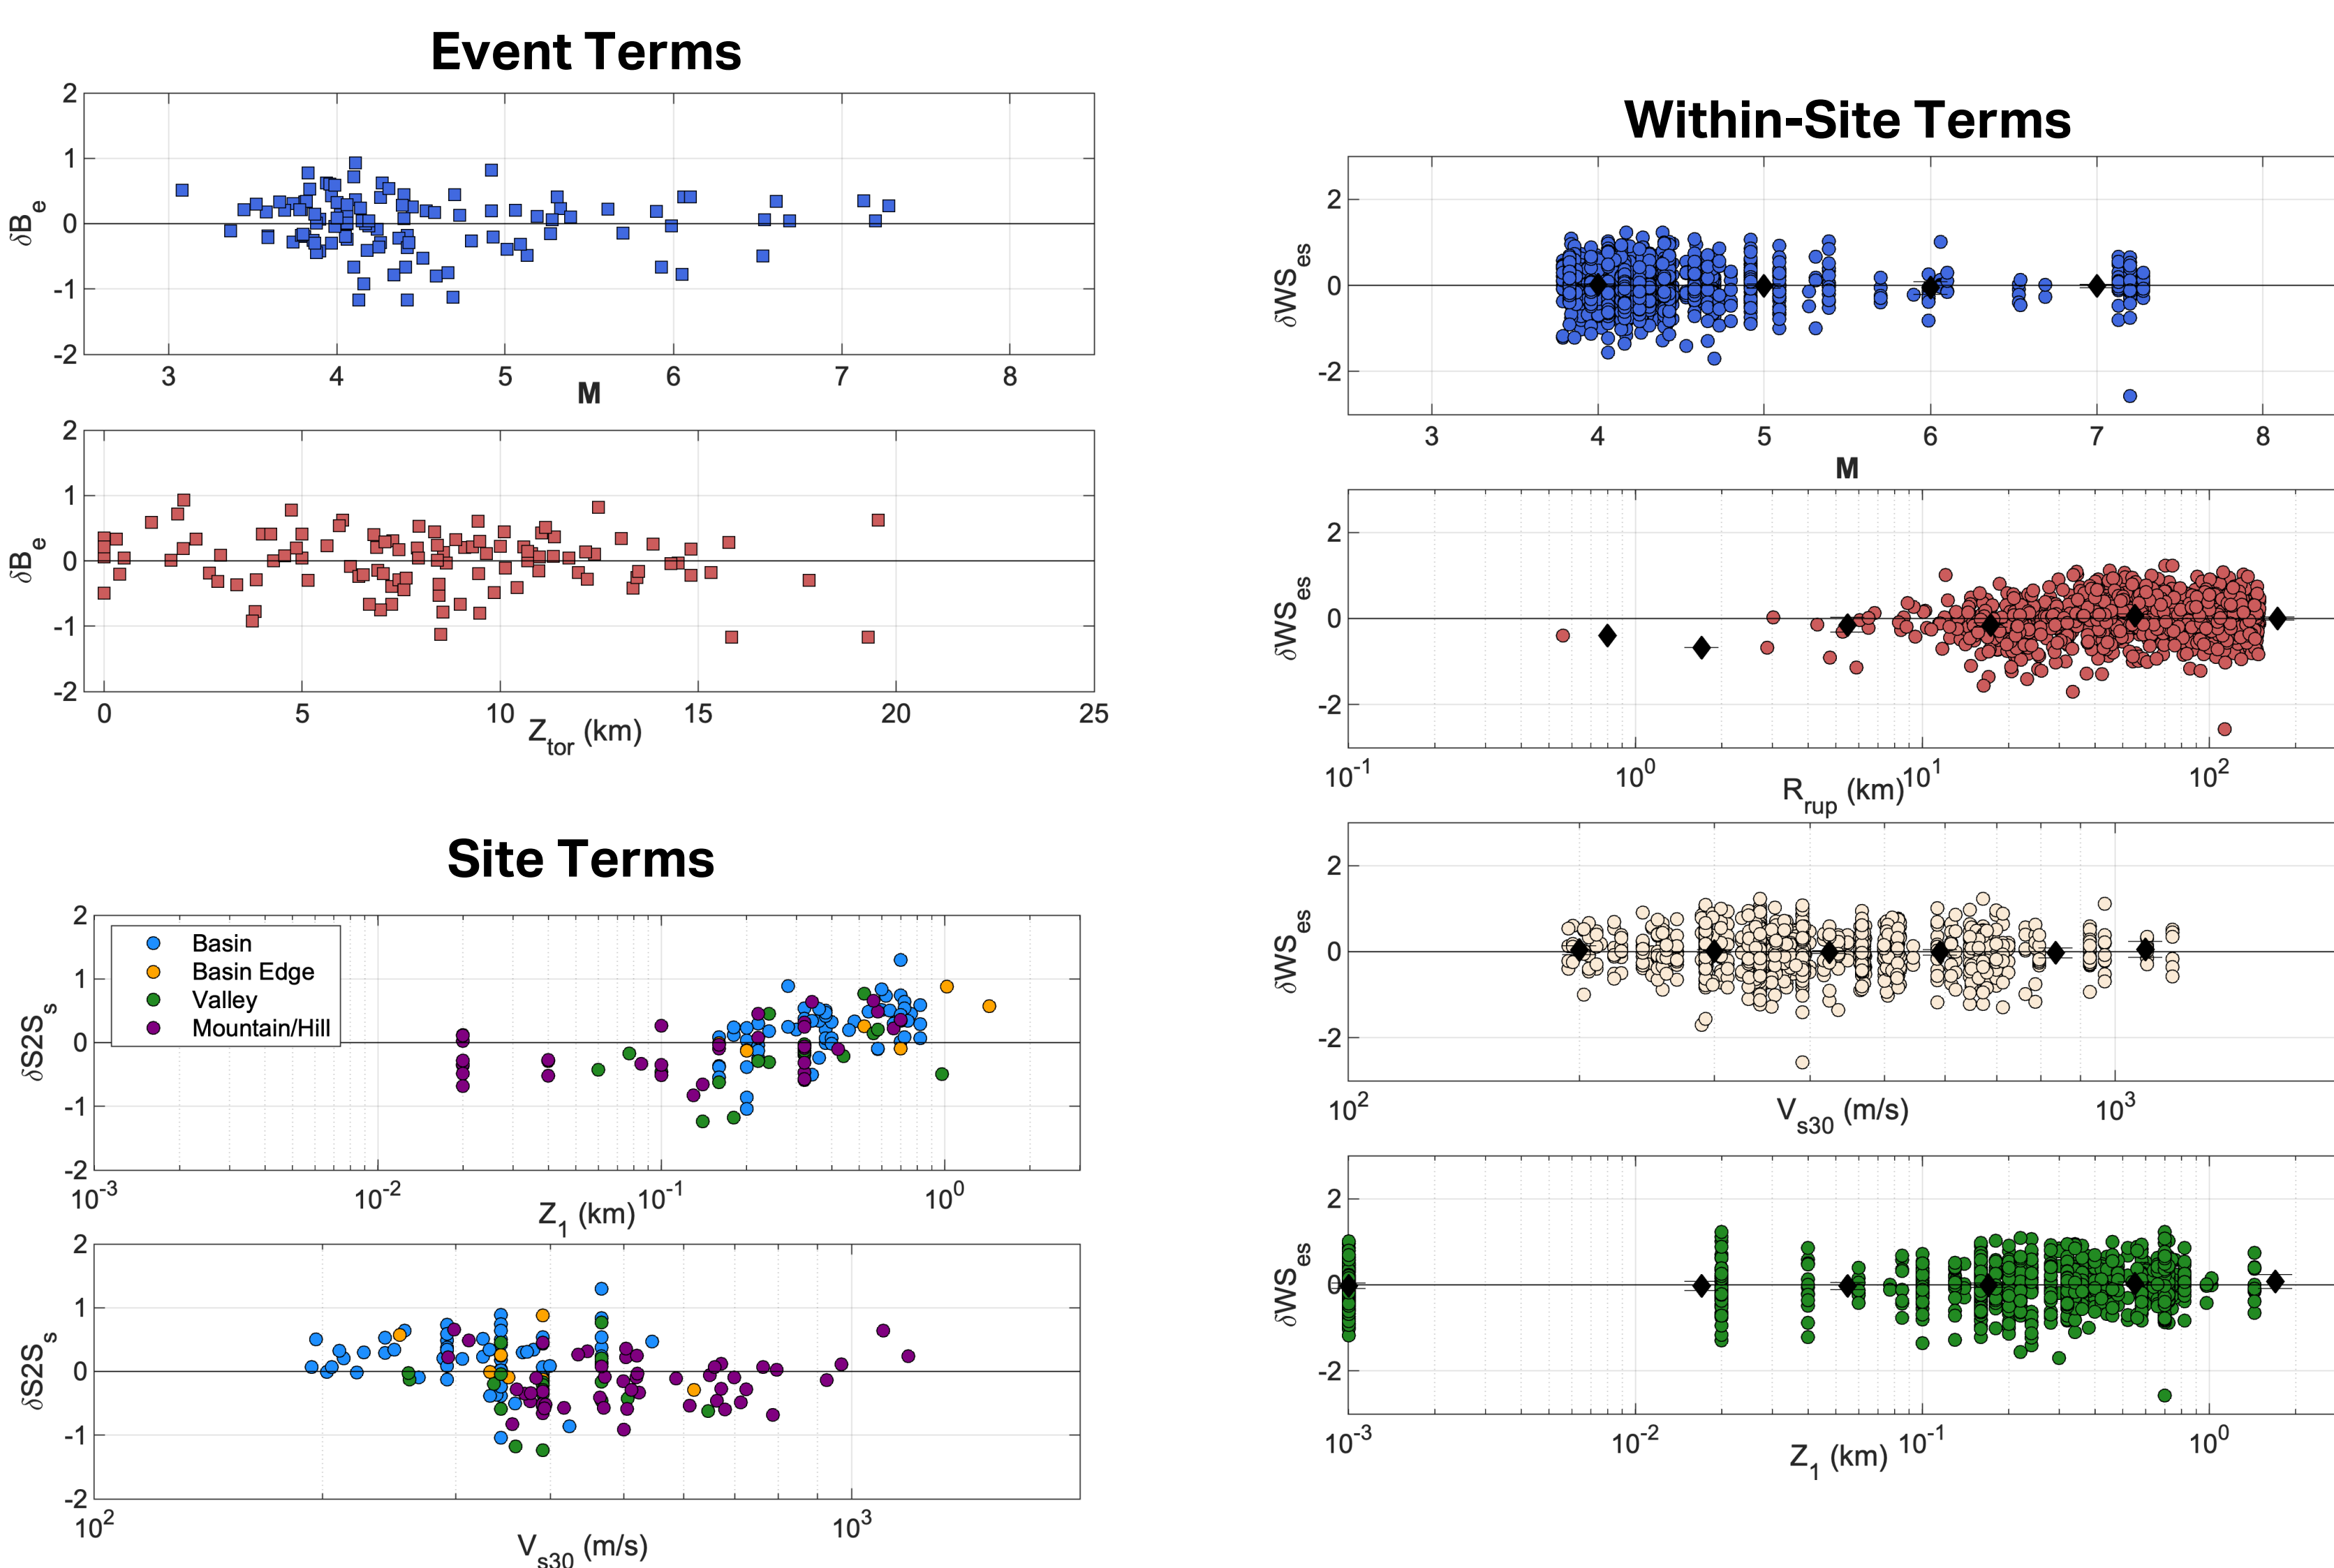 Event Terms
2
1
0
-1
-2
δBe
3 4 5 6 7 8
M
2
1
0
-1
-2
δBe
0 5 10 15 20 25
Ztor (km)
Site Terms
2
1
0
-1
-2
δS2Ss
Basin
Basin Edge
Valley
Mountain/Hill
10-3 10-2 10-1 100
Z1 (km)
2
1
0
-1
-2
δS2Ss
102 103
Vs30 (m/s)
Within-Site Terms
2
0
-2
δWSes
3 4 5 6 7 8
M
2
0
-2
δWSes
10-1 100 101 102
Rrup (km)
2
0
-2
δWSes
102 103
Vs30 (m/s)
2
0
-2
δWSes
10-3 10-2 10-1 100
Z1 (km)